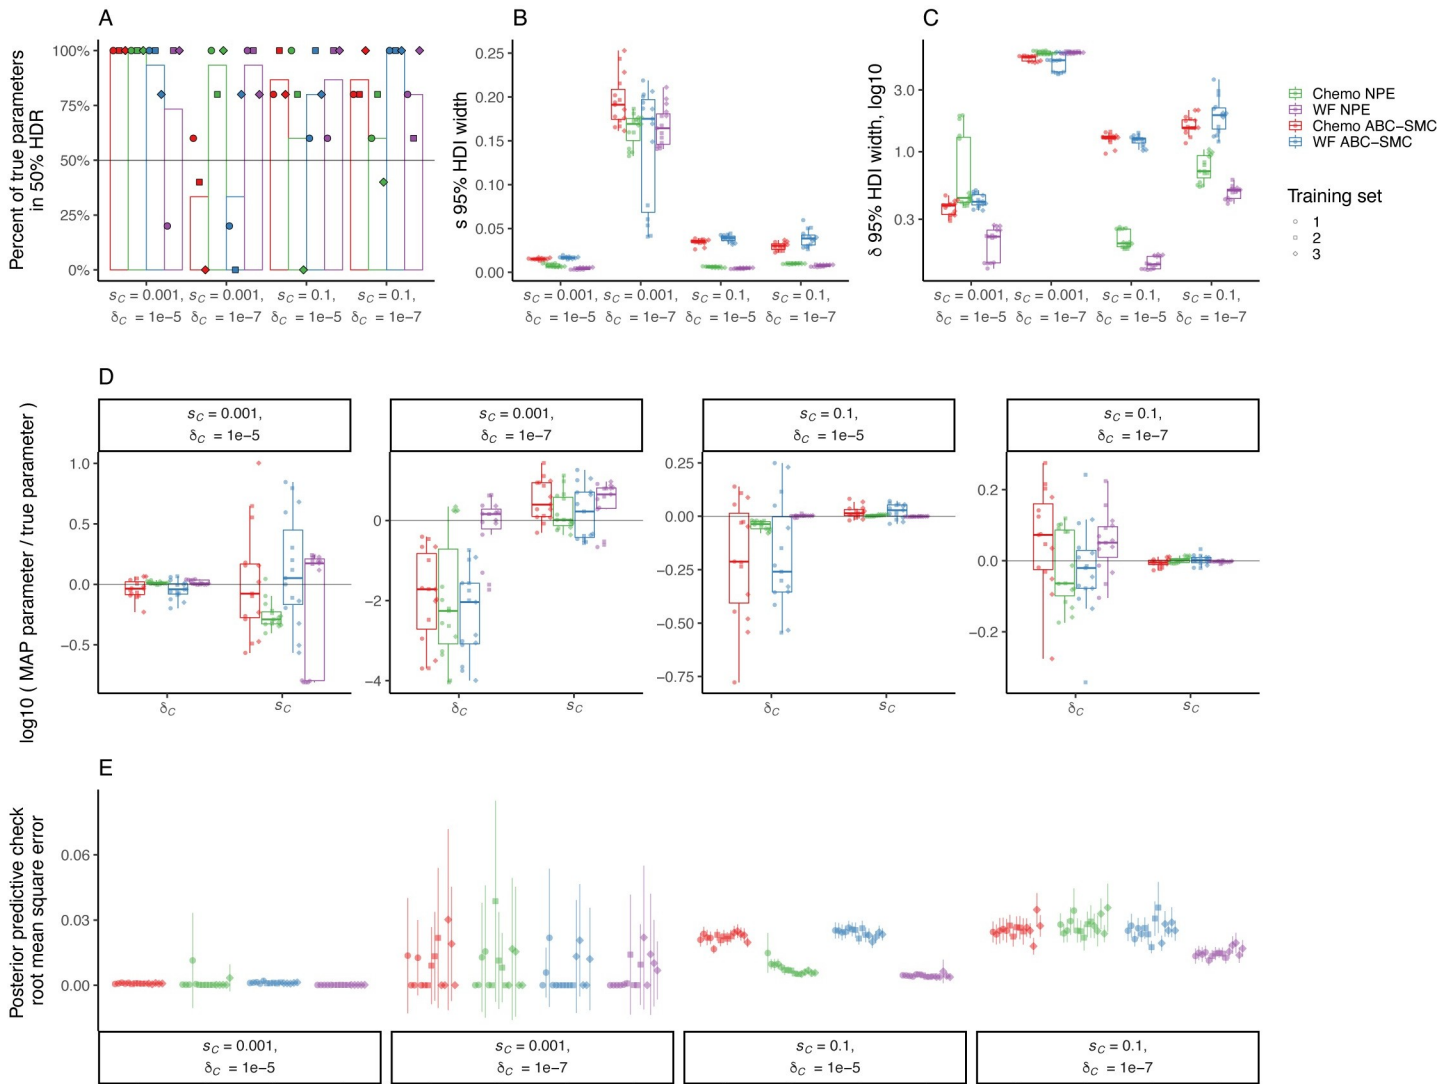 A
Percent of true parameters
in 50% HDR
100%
75%
50%
25%
0%
sC = 0.001,
δC = 1e-5
sC = 0.001,
δC = 1e-7
sC = 0.1,
δC = 1e-5
sC = 0.1,
δC = 1e-7
B
s 95% HDI width
0.25
0.20
0.15
0.10
0.05
0.00
sC = 0.001,
δC = 1e-5
sC = 0.001,
δC = 1e-7
sC = 0.1,
δC = 1e-5
sC = 0.1,
δC = 1e-7
C
δ 95% HDI width, log10
3.0
1.0
0.3
sC = 0.001,
δC = 1e-5
sC = 0.001,
δC = 1e-7
sC = 0.1,
δC = 1e-5
sC = 0.1,
δC = 1e-7
Chemo NPE
WF NPE
Chemo ABC−SMC
WF ABC−SMC
Training set
1
2
3
D
log10 ( MAP parameter / true parameter )
sC = 0.001,
δC = 1e-5
1.0
0.5
0.0
−0.5
δC
sC
sC = 0.001,
δC = 1e-7
0
−2
−4
δC
sC
sC = 0.1,
δC = 1e-5
0.25
0.00
−0.25
−0.50
−0.75
δC
sC
sC = 0.1,
δC = 1e-7
0.2
0.0
−0.2
δC
sC
E
Posterior predictive check
root mean square error
0.06
0.03
0.00
sC = 0.001,
δC = 1e-5
sC = 0.001,
δC = 1e-7
sC = 0.1,
δC = 1e-5
sC = 0.1,
δC = 1e-7